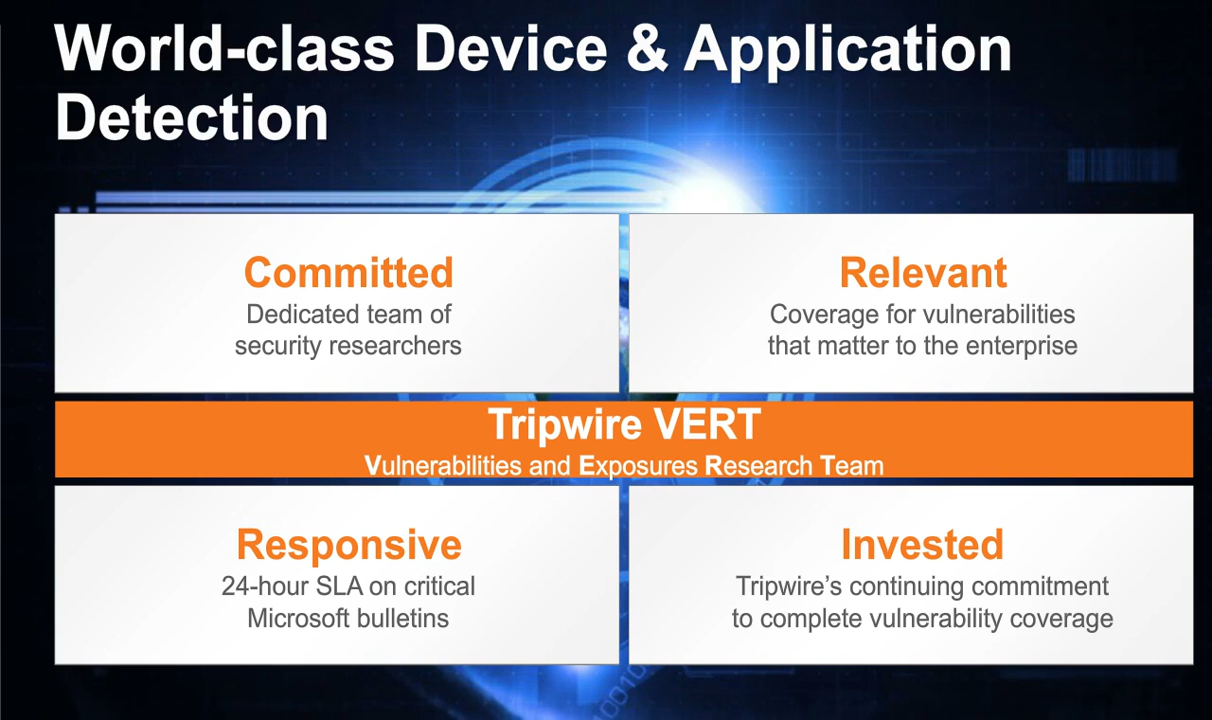 World-class Device & Application
Detection
Committed
Dedicated team of
security researchers
Relevant
Coverage for vulnerabilities
that matter to the enterprise
Tripwire VERT
Vulnerabilities and Exposures Research Team
Responsive
24-hour SLA on critical
Microsoft bulletins
Invested
Tripwire’s continuing commitment
to complete vulnerability coverage